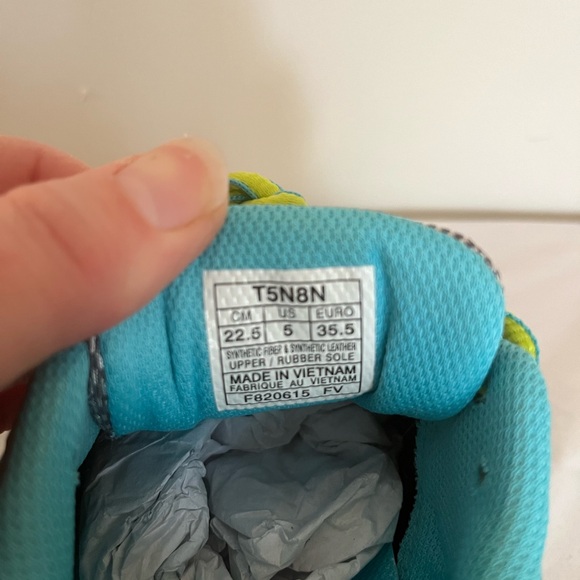 T5N8N
CM US EURO
22.5 5 35.5
SYNTHETIC FIBER & SYNTHETIC LEATHER
UPPER / RUBBER SOLE
MADE IN VIETNAM
FABRIQUE AU VIETNAM
F820615 FV